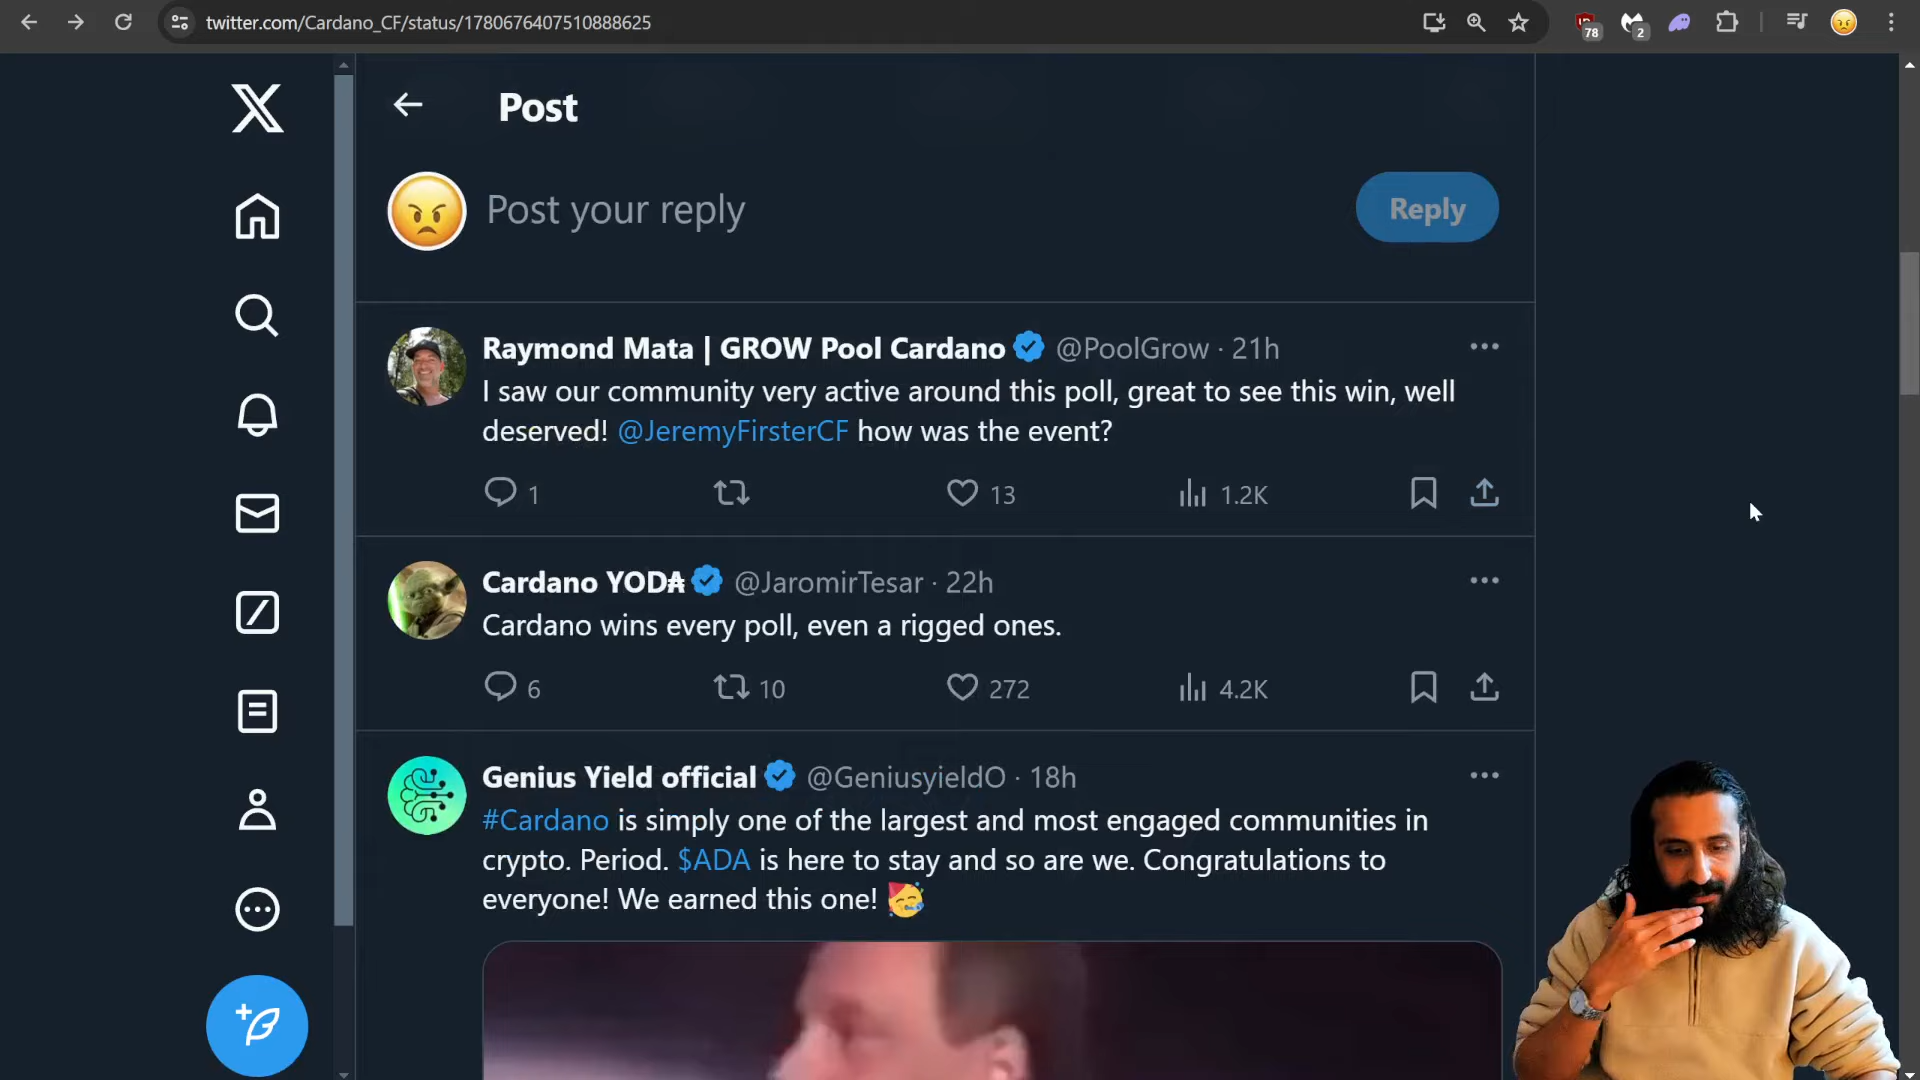 twitter.com/Cardano_CF/status/1780676407510888625
78
2
Post
Post your reply
Reply
Raymond Mata | GROW Pool Cardano @PoolGrow · 21h
I saw our community very active around this poll, great to see this win, well
deserved! @JeremyFirsterCF how was the event?
1
13
1.2K
Cardano YOD₳ @JaromirTesar · 22h
Cardano wins every poll, even a rigged ones.
6
10
272
4.2K
Genius Yield official @GeniusyieldO · 18h
#Cardano is simply one of the largest and most engaged communities in
crypto. Period. $ADA is here to stay and so are we. Congratulations to
everyone! We earned this one! 🥳